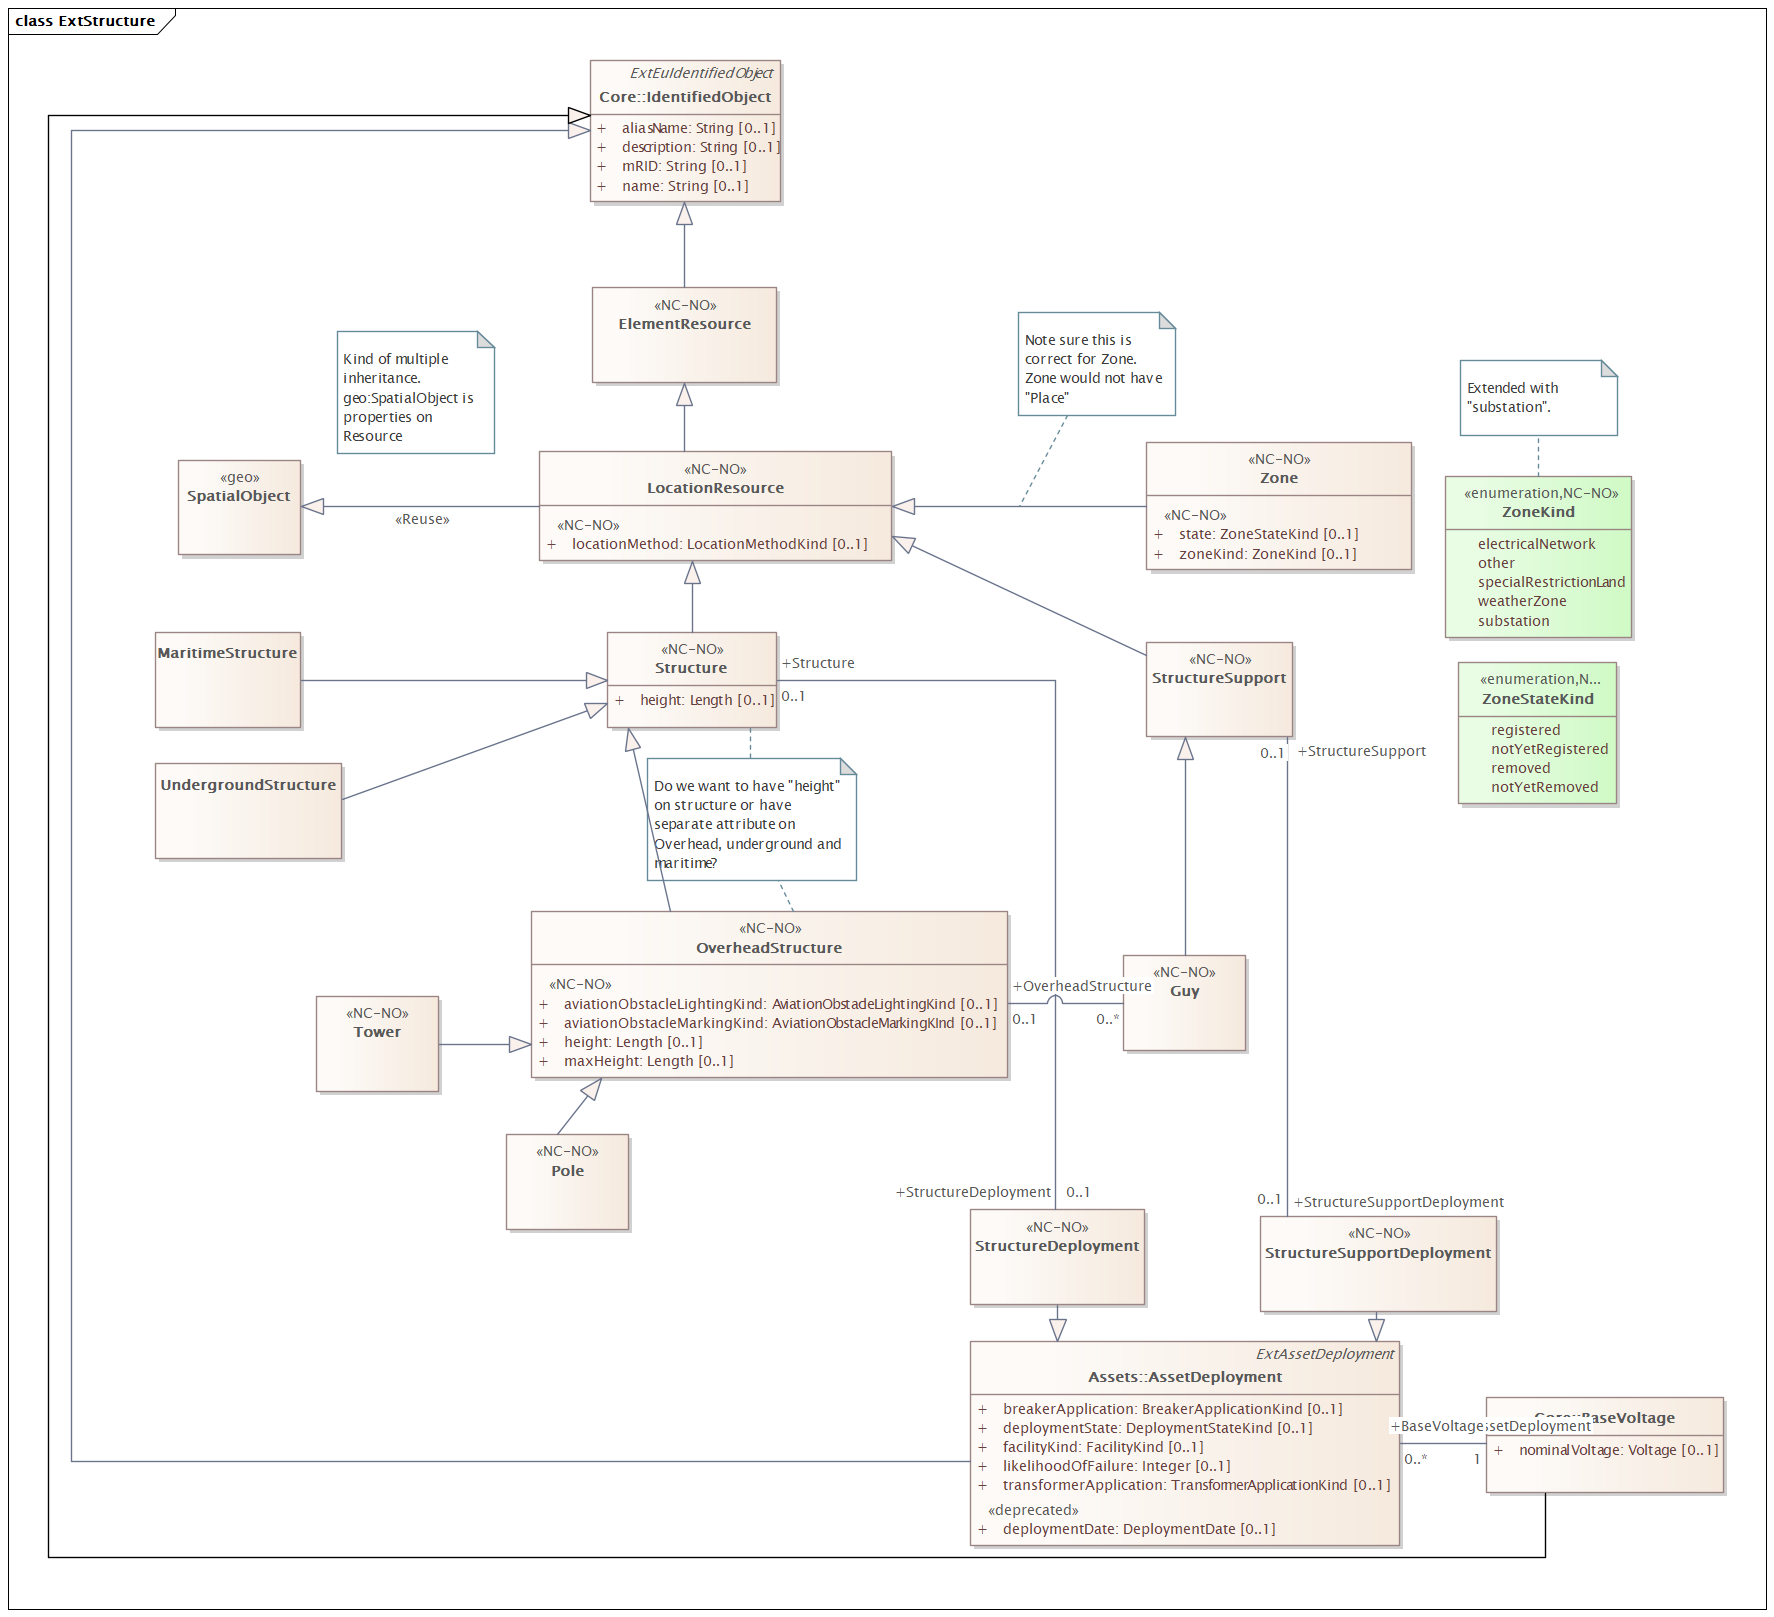 class ExtStructure
ExtEuIdentifiedObject
Core::IdentifiedObject
+ aliasName: String [0..1]
+ description: String [0..1]
+ mRID: String [0..1]
+ name: String [0..1]
«NC-NO»
ElementResource
Kind of multiple
inheritance.
geo:SpatialObject is
properties on
Resource
Note sure this is
correct for Zone.
Zone would not have
"Place"
Extended with
"substation".
«geo»
SpatialObject
«Reuse»
«NC-NO»
LocationResource
«NC-NO»
+ locationMethod: LocationMethodKind [0..1]
«NC-NO»
Zone
«NC-NO»
+ state: ZoneStateKind [0..1]
+ zoneKind: ZoneKind [0..1]
«enumeration,NC-NO»
ZoneKind
electricalNetwork
other
specialRestrictionLand
weatherZone
substation
MaritimeStructure
«NC-NO»
Structure
+ height: Length [0..1]
+Structure
0..1
«NC-NO»
StructureSupport
0..1
+StructureSupport
«enumeration,N...
ZoneStateKind
registered
notYetRegistered
removed
notYetRemoved
UndergroundStructure
Do we want to have "height"
on structure or have
separate attribute on
Overhead, underground and
maritime?
«NC-NO»
OverheadStructure
«NC-NO»
+ aviationObstacleLightingKind: AviationObstacleLightingKind [0..1]
+ aviationObstacleMarkingKind: AviationObstacleMarkingKInd [0..1]
+ height: Length [0..1]
+ maxHeight: Length [0..1]
+OverheadStructure
0..1
0..*
«NC-NO»
Guy
«NC-NO»
Tower
«NC-NO»
Pole
+StructureDeployment
0..1
0..1
+StructureSupportDeployment
«NC-NO»
StructureDeployment
«NC-NO»
StructureSupportDeployment
ExtAssetDeployment
Assets::AssetDeployment
+ breakerApplication: BreakerApplicationKind [0..1]
+ deploymentState: DeploymentStateKind [0..1]
+ facilityKind: FacilityKind [0..1]
+ likelihoodOfFailure: Integer [0..1]
+ transformerApplication: TransformerApplicationKind [0..1]
«deprecated»
+ deploymentDate: DeploymentDate [0..1]
+BaseVoltage
0..*
1
Core::BaseVoltage
+ nominalVoltage: Voltage [0..1]